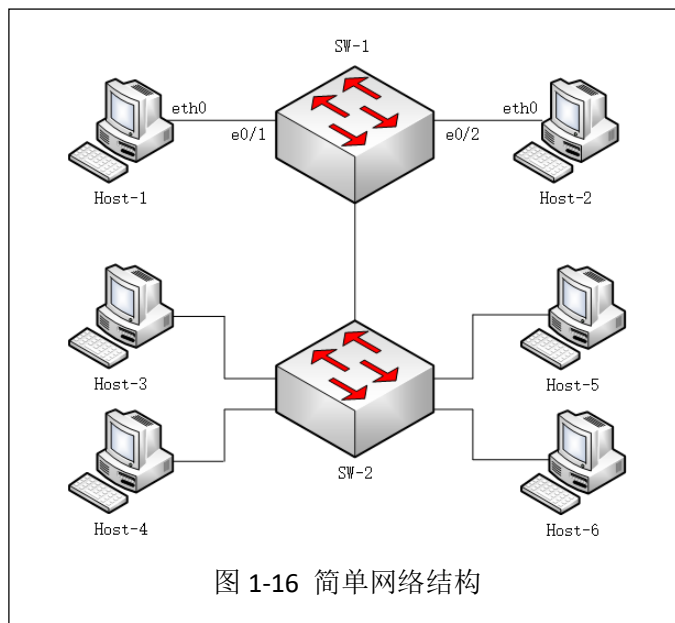 SW-1
eth0
eth0
e0/1
e0/2
Host-1
Host-2
Host-3
Host-5
SW-2
Host-4
Host-6
图 1-16 简单网络结构